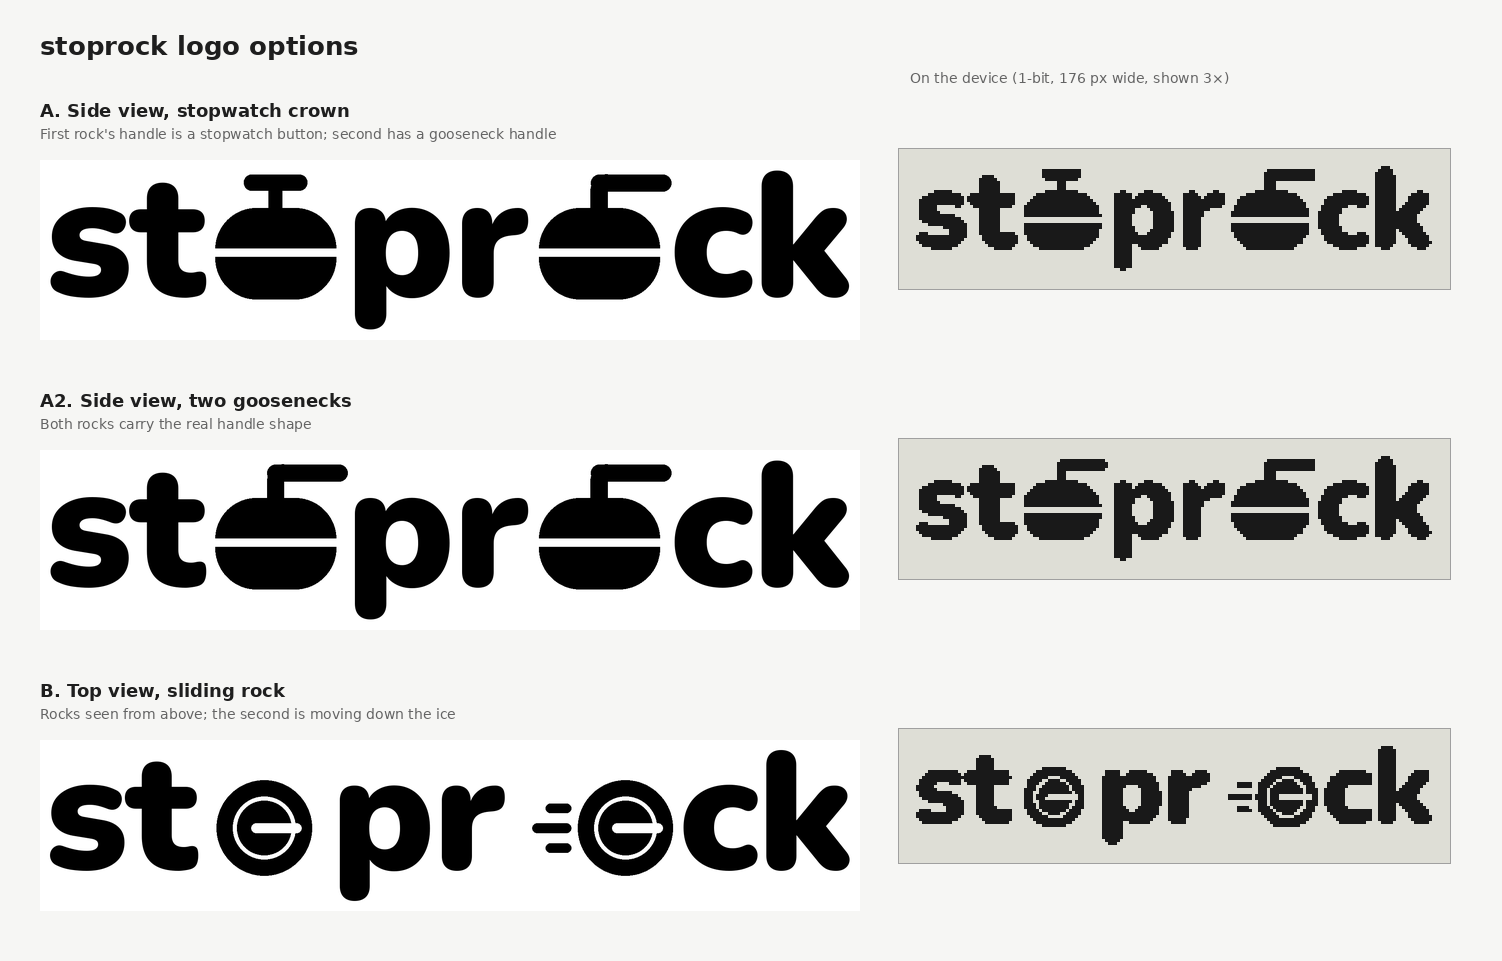 stoprock logo options
On the device (1-bit, 176 px wide, shown 3×)
A. Side view, stopwatch crown
First rock's handle is a stopwatch button; second has a gooseneck handle
stoprock
stoprock
A2. Side view, two goosenecks
Both rocks carry the real handle shape
stoprock
stoprock
B. Top view, sliding rock
Rocks seen from above; the second is moving down the ice
stoprock
stoprock